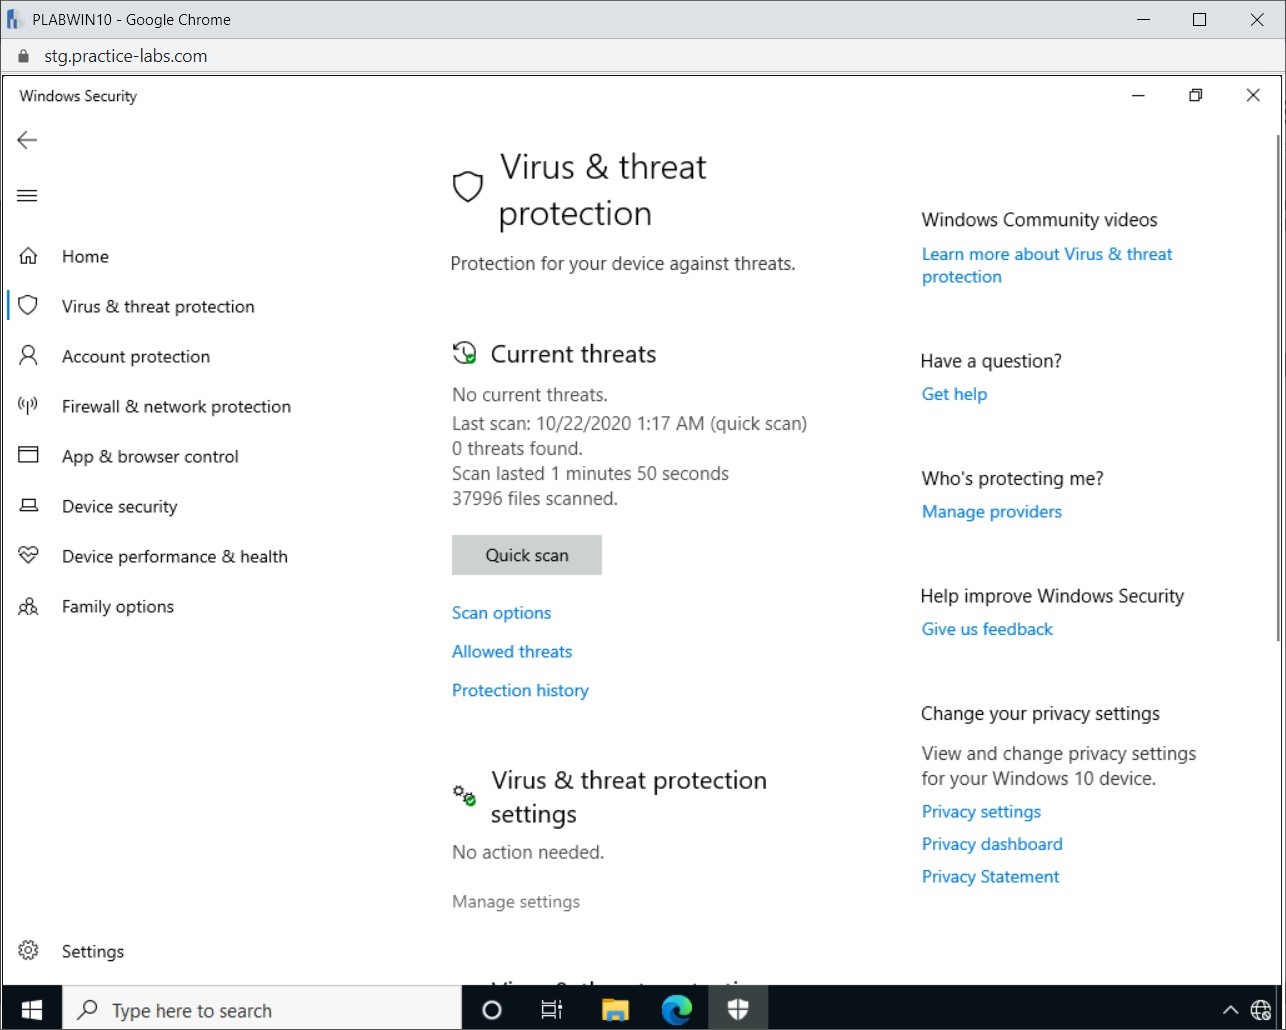 PLABWIN10 - Google Chrome
stg.practice-labs.com
Windows Security
Home
Virus & threat protection
Account protection
Firewall & network protection
App & browser control
Device security
Device performance & health
Family options
Settings
Virus & threat
protection
Protection for your device against threats.
Current threats
No current threats.
Last scan: 10/22/2020 1:17 AM (quick scan)
0 threats found.
Scan lasted 1 minutes 50 seconds
37996 files scanned.
Quick scan
Scan options
Allowed threats
Protection history
Virus & threat protection
settings
No action needed.
Manage settings
Windows Community videos
Learn more about Virus & threat
protection
Have a question?
Get help
Who's protecting me?
Manage providers
Help improve Windows Security
Give us feedback
Change your privacy settings
View and change privacy settings
for your Windows 10 device.
Privacy settings
Privacy dashboard
Privacy Statement
Type here to search